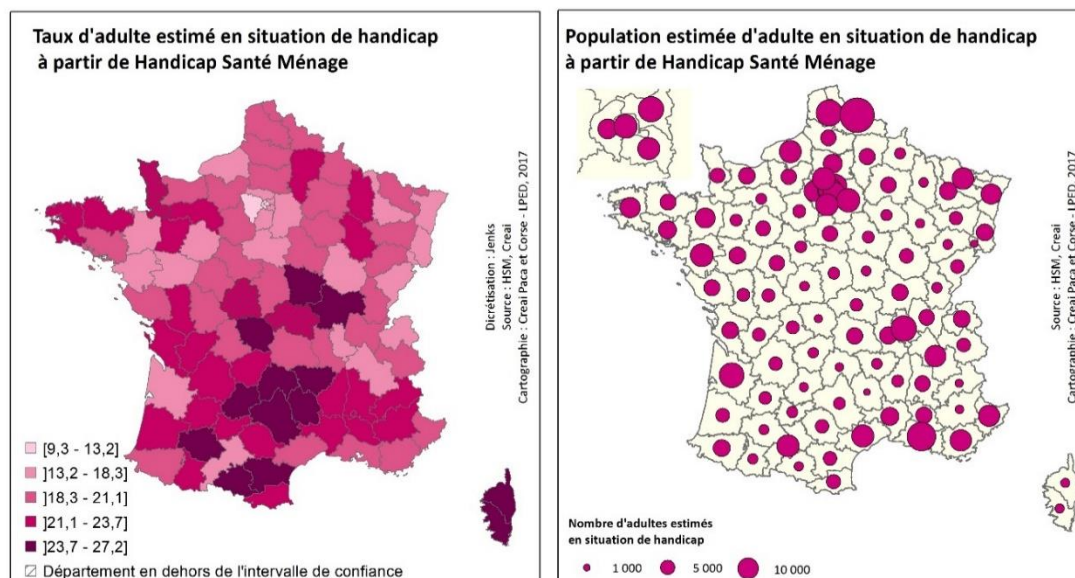 Taux d'adulte estimé en situation de handicap
à partir de Handicap Santé Ménage
Dicrétisation : Jenks
Source : HSM, Creai
Cartographie : Creai Paca et Corse - LPED, 2017
[9,3 - 13,2]
]13,2 - 18,3]
]18,3 - 21,1]
]21,1 - 23,7]
]23,7 - 27,2]
Département en dehors de l'intervalle de confiance
Population estimée d'adulte en situation de handicap
à partir de Handicap Santé Ménage
Source : HSM, Creai
Cartographie : Creai Paca et Corse - LPED, 2017
Nombre d'adultes estimés
en situation de handicap
1 000 5 000 10 000